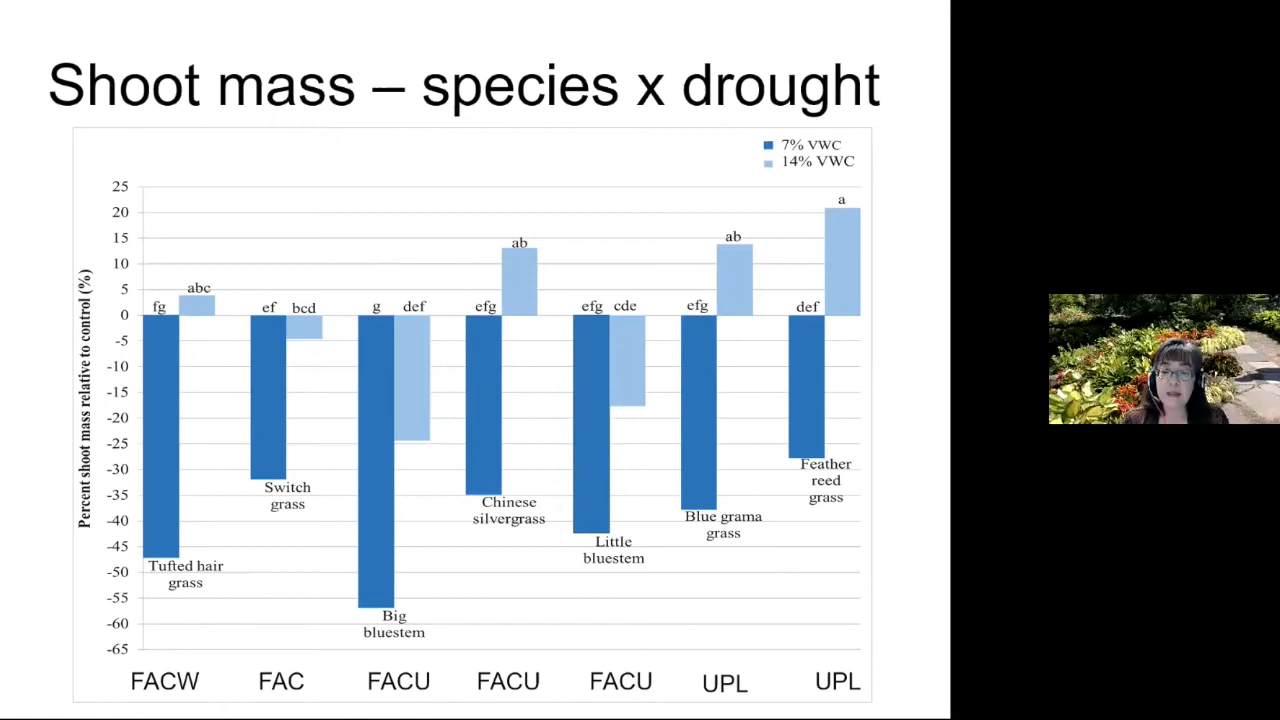 Shoot mass – species x drought
7% VWC
14% VWC
Percent shoot mass relative to control (%)
25
20
15
10
5
0
-5
-10
-15
-20
-25
-30
-35
-40
-45
-50
-55
-60
-65
fg
abc
ef
bcd
g
def
efg
ab
efg
cde
efg
ab
def
a
Tufted hair
grass
Switch
grass
Big
bluestem
Chinese
silvergrass
Little
bluestem
Blue grama
grass
Feather
reed
grass
FACW
FAC
FACU
FACU
FACU
UPL
UPL